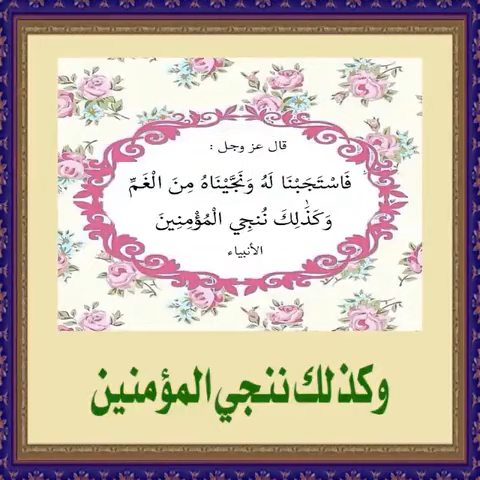 قال عز وجل :
فَاسْتَجَبْنَا لَهُ وَنَجَّيْنَاهُ مِنَ الْغَمِّ
وَكَذَٰلِكَ نُنجِي الْمُؤْمِنِينَ
الأنبياء
وكذلك ننجي المؤمنين